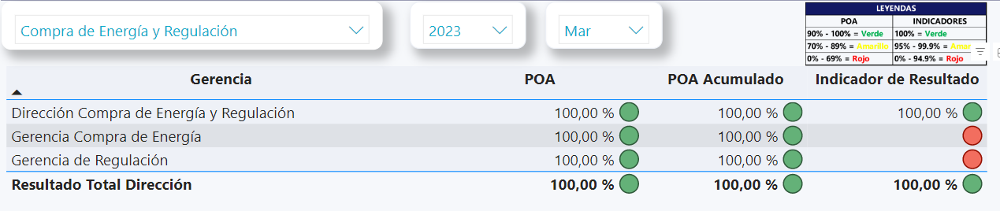 LEYENDAS
POA INDICADORES
90% - 100% = Verde 100% = Verde
70% - 89% = Amarillo 95% - 99.9% =
0% - 69% = Rojo 0% - 94.9% = Rojo
Compra de Energía y Regulación 2023 Mar
Gerencia POA POA Acumulado Indicador de Resultado
Dirección Compra de Energía y Regulación 100,00 % 100,00 % 100,00 %
Gerencia Compra de Energía 100,00 % 100,00 %
Gerencia de Regulación 100,00 % 100,00 %
Resultado Total Dirección 100,00 % 100,00 % 100,00 %